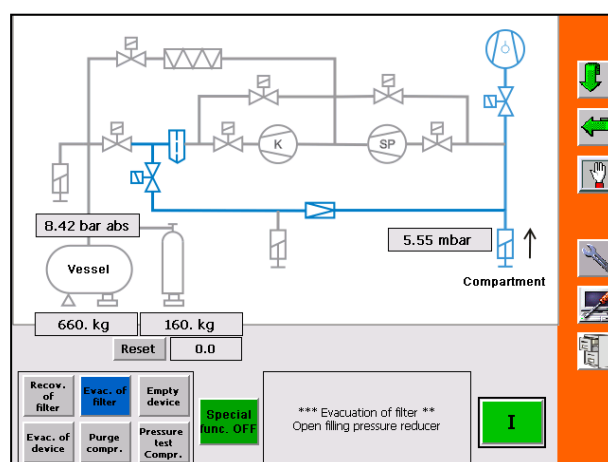 K
SP
8.42 bar abs
5.55 mbar
Vessel
Compartment
660. kg
160. kg
Reset
0.0
Recov.
of
filter
Evac. of
filter
Empty
device
Evac. of
device
Purge
compr.
Pressure
test
Compr.
Special
func. OFF
*** Evacuation of filter **
Open filling pressure reducer
I